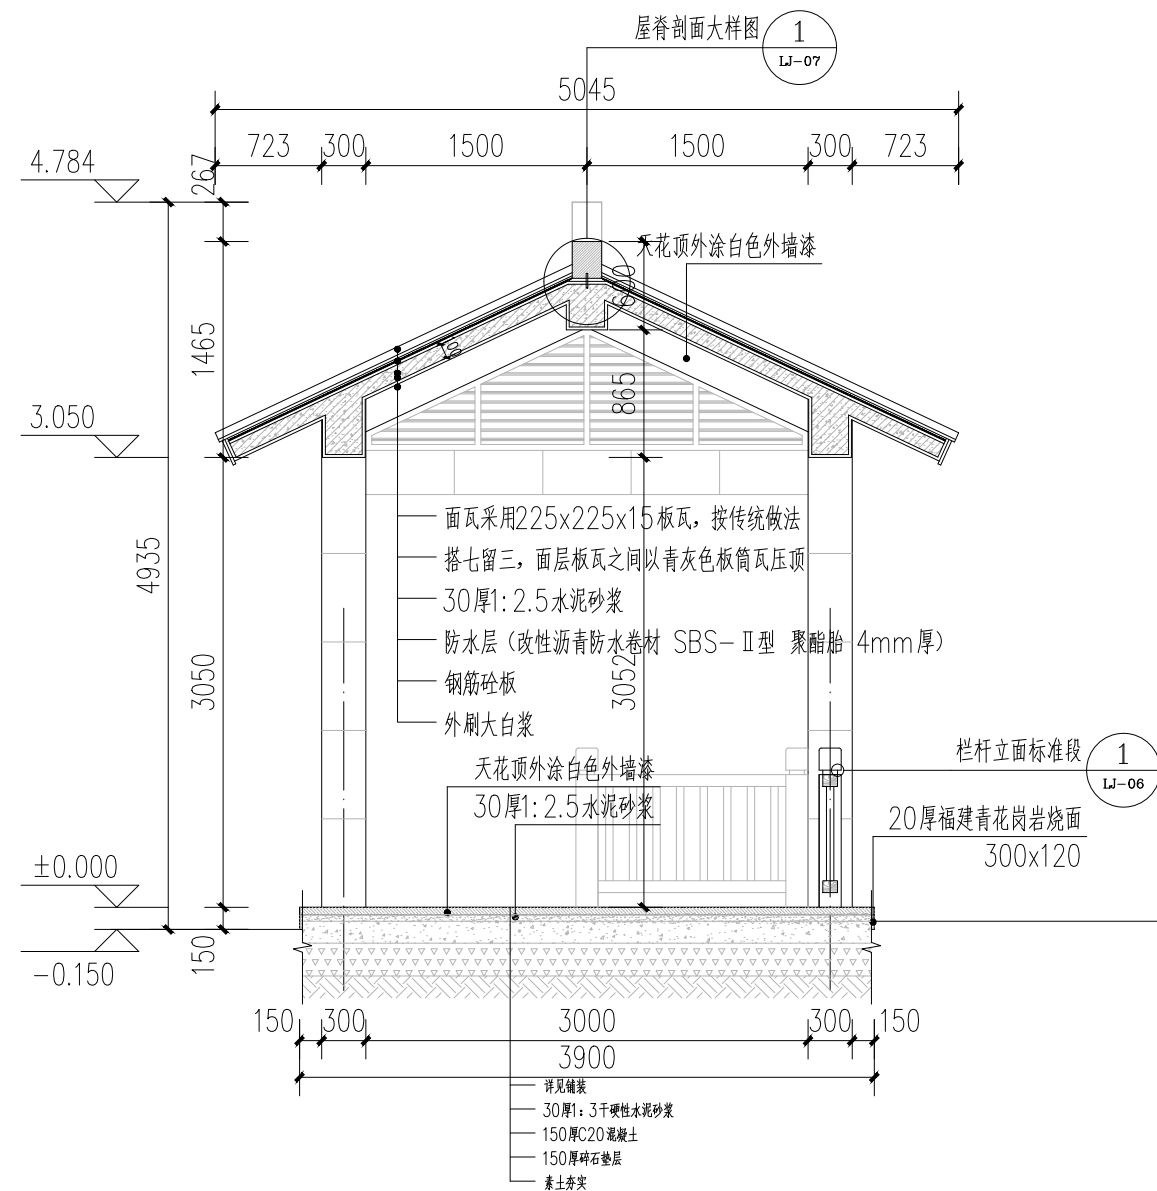 屋脊剖面大样图
1
LJ-07
5045
723 300 1500 1500 300 723
4.784
267
天花顶外涂白色外墙漆
600
1465
80
865
3.050
面瓦采用225x225x15板瓦，按传统做法
搭七留三，面层板瓦之间以青灰色板筒瓦压顶
30厚1：2.5水泥砂浆
防水层（改性沥青防水卷材 SBS-Ⅱ型 聚酯胎 4mm厚）
钢筋砼板
外刷大白浆
4935
3050
3052
栏杆立面标准段
1
LJ-06
天花顶外涂白色外墙漆
30厚1：2.5水泥砂浆
20厚福建青花岗岩烧面
300x120
±0.000
-0.150
150
150 300 3000 300 150
3900
详见铺装
30厚1：3干硬性水泥砂浆
150厚C20混凝土
150厚碎石垫层
素土夯实